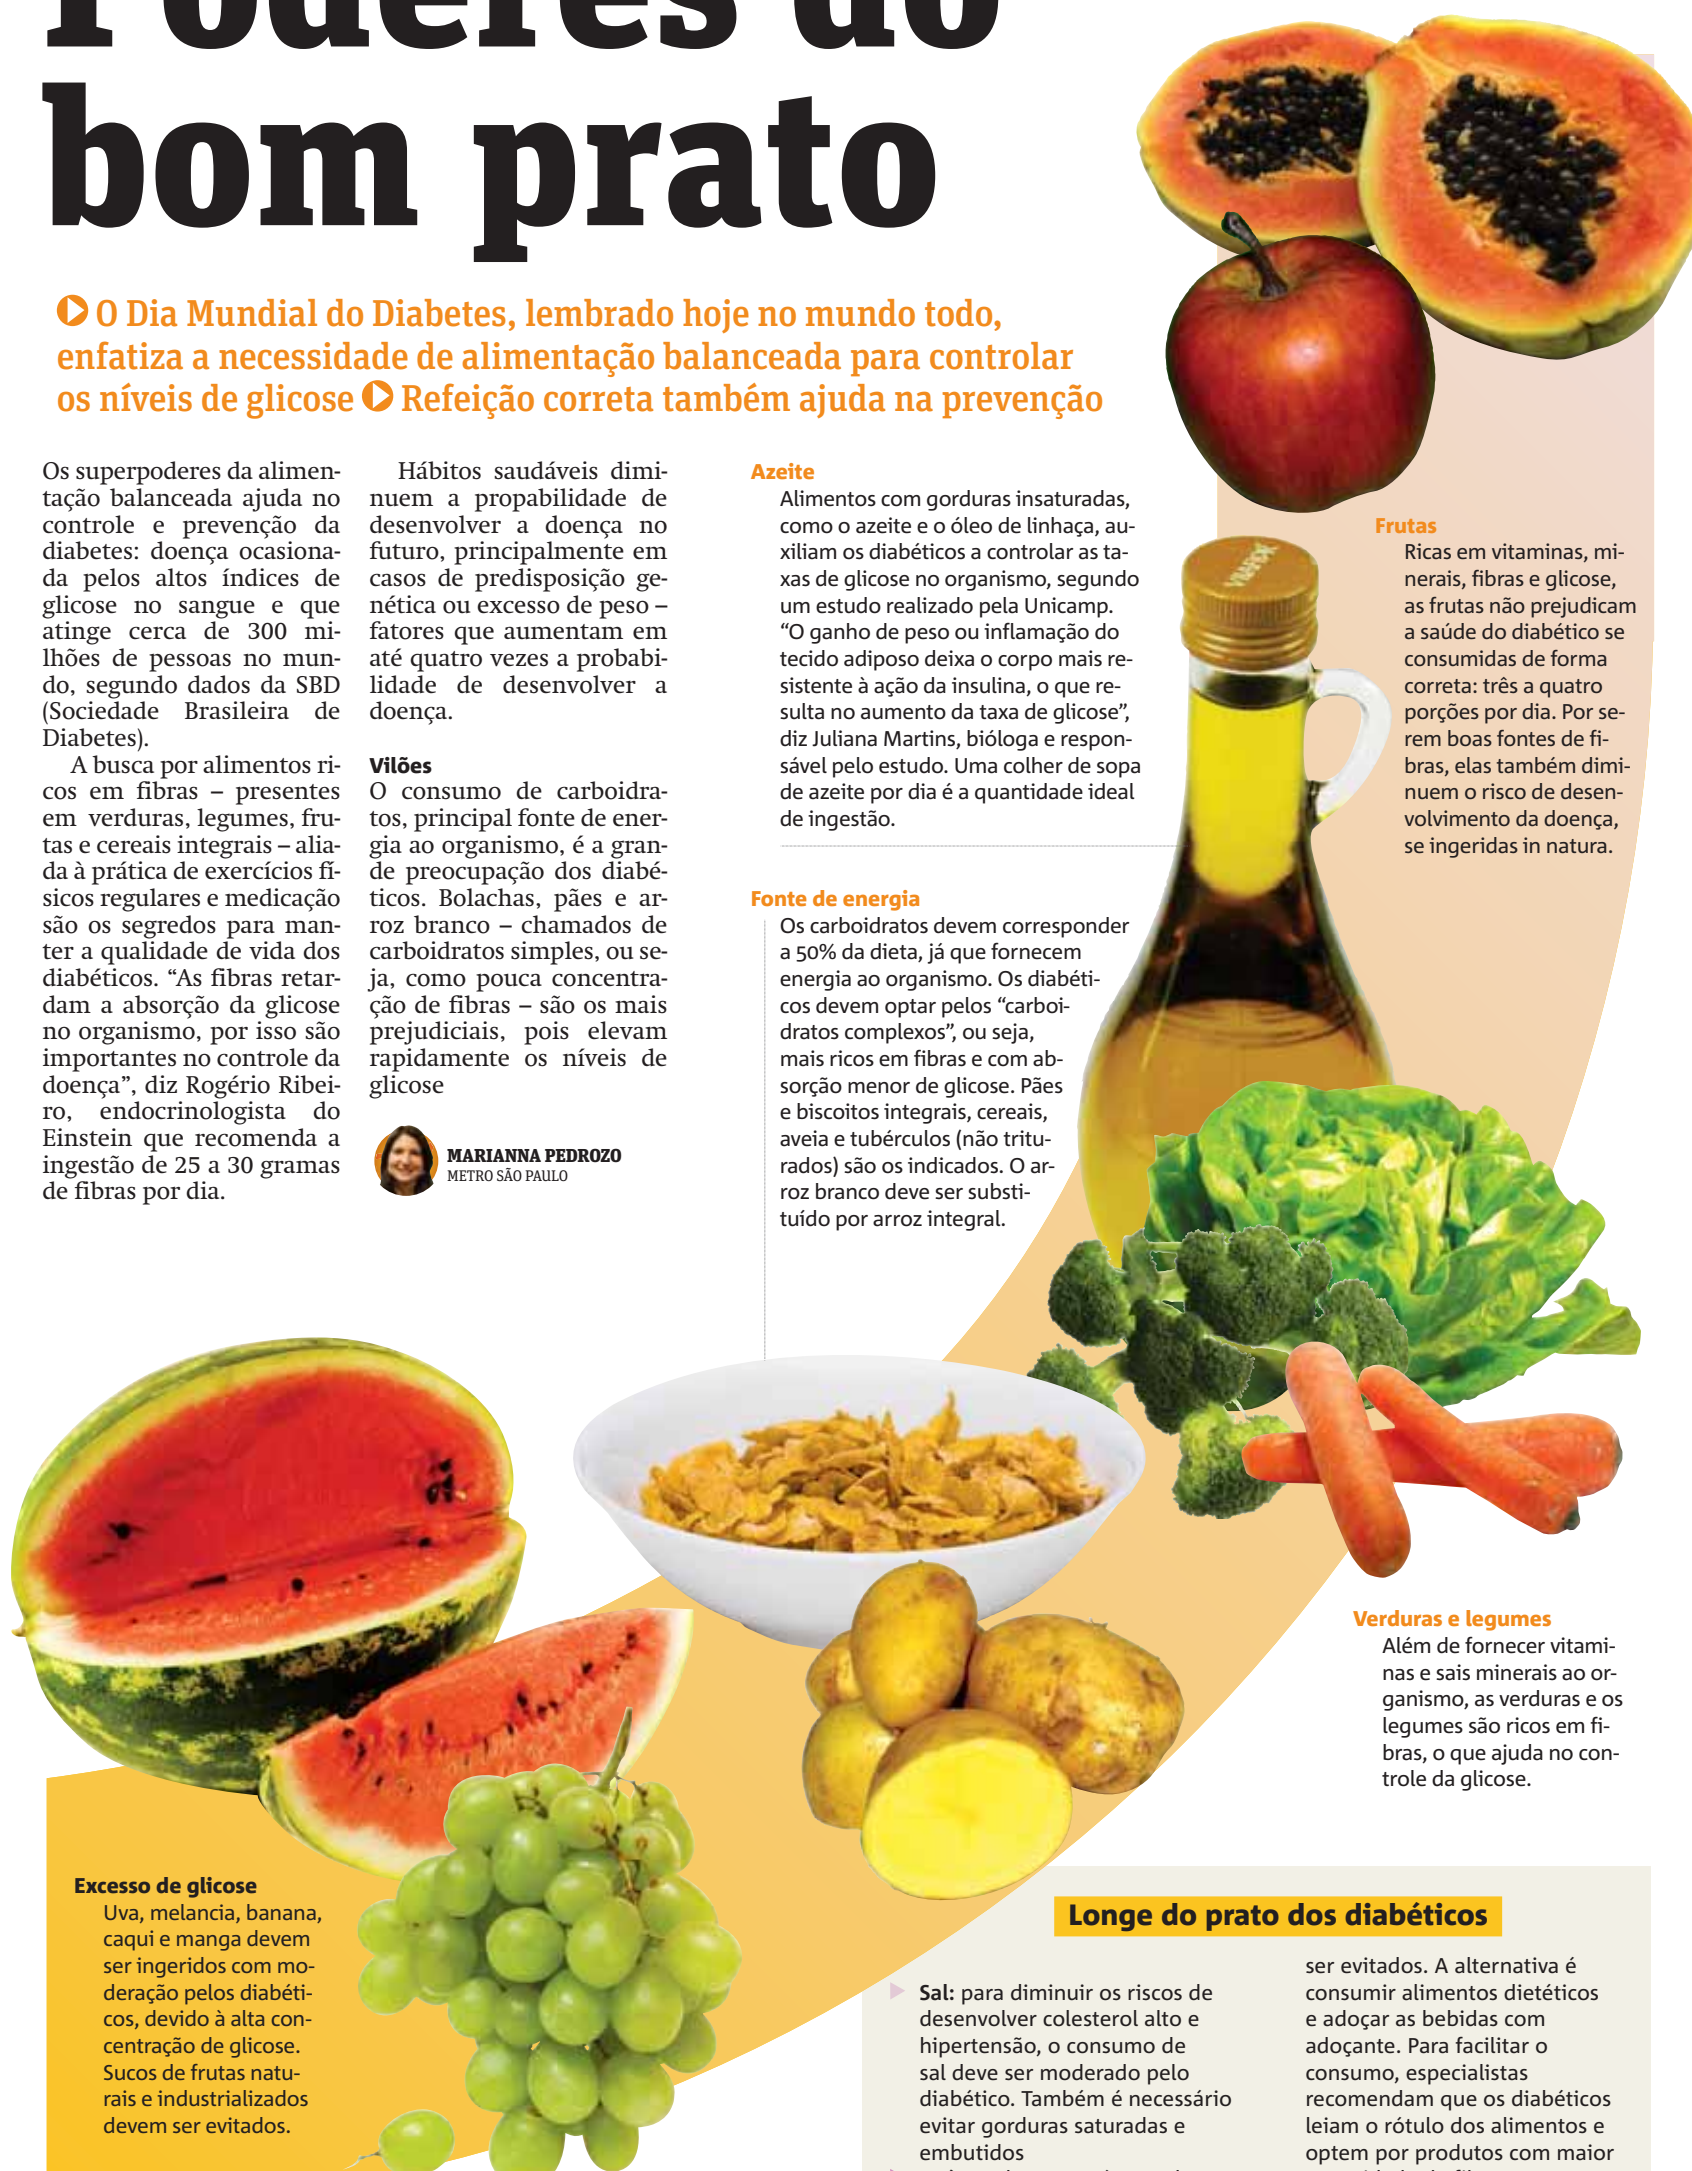 Poderes do
bom prato
O Dia Mundial do Diabetes, lembrado hoje no mundo todo,
enfatiza a necessidade de alimentação balanceada para controlar
os níveis de glicose Refeição correta também ajuda na prevenção
Os superpoderes da alimen-
tação balanceada ajuda no
controle e prevenção da
diabetes: doença ocasiona-
da pelos altos índices de
glicose no sangue e que
atinge cerca de 300 mi-
lhões de pessoas no mun-
do, segundo dados da SBD
(Sociedade Brasileira de
Diabetes).
A busca por alimentos ri-
cos em fibras – presentes
em verduras, legumes, fru-
tas e cereais integrais – alia-
da à prática de exercícios fí-
sicos regulares e medicação
são os segredos para man-
ter a qualidade de vida dos
diabéticos. “As fibras retar-
dam a absorção da glicose
no organismo, por isso são
importantes no controle da
doença”, diz Rogério Ribei-
ro, endocrinologista do
Einstein que recomenda a
ingestão de 25 a 30 gramas
de fibras por dia.
Hábitos saudáveis dimi-
nuem a propabilidade de
desenvolver a doença no
futuro, principalmente em
casos de predisposição ge-
nética ou excesso de peso –
fatores que aumentam em
até quatro vezes a probabi-
lidade de desenvolver a
doença.
Vilões
O consumo de carboidra-
tos, principal fonte de ener-
gia ao organismo, é a gran-
de preocupação dos diabé-
ticos. Bolachas, pães e ar-
roz branco – chamados de
carboidratos simples, ou se-
ja, como pouca concentra-
ção de fibras – são os mais
prejudiciais, pois elevam
rapidamente os níveis de
glicose
MARIANNA PEDROZO
METRO SÃO PAULO
Azeite
Alimentos com gorduras insaturadas,
como o azeite e o óleo de linhaça, au-
xiliam os diabéticos a controlar as ta-
xas de glicose no organismo, segundo
um estudo realizado pela Unicamp.
“O ganho de peso ou inflamação do
tecido adiposo deixa o corpo mais re-
sistente à ação da insulina, o que re-
sulta no aumento da taxa de glicose”,
diz Juliana Martins, bióloga e respon-
sável pelo estudo. Uma colher de sopa
de azeite por dia é a quantidade ideal
de ingestão.
Fonte de energia
Os carboidratos devem corresponder
a 50% da dieta, já que fornecem
energia ao organismo. Os diabéti-
cos devem optar pelos “carboi-
dratos complexos”, ou seja,
mais ricos em fibras e com ab-
sorção menor de glicose. Pães
e biscoitos integrais, cereais,
aveia e tubérculos (não tritu-
rados) são os indicados. O ar-
roz branco deve ser substi-
tuído por arroz integral.
Frutas
Ricas em vitaminas, mi-
nerais, fibras e glicose,
as frutas não prejudicam
a saúde do diabético se
consumidas de forma
correta: três a quatro
porções por dia. Por se-
rem boas fontes de fi-
bras, elas também dimi-
nuem o risco de desen-
volvimento da doença,
se ingeridas in natura.
Verduras e legumes
Além de fornecer vitami-
nas e sais minerais ao or-
ganismo, as verduras e os
legumes são ricos em fi-
bras, o que ajuda no con-
trole da glicose.
Excesso de glicose
Uva, melancia, banana,
caqui e manga devem
ser ingeridos com mo-
deração pelos diabéti-
cos, devido à alta con-
centração de glicose.
Sucos de frutas natu-
rais e industrializados
devem ser evitados.
Longe do prato dos diabéticos
Sal: para diminuir os riscos de
desenvolver colesterol alto e
hipertensão, o consumo de
sal deve ser moderado pelo
diabético. Também é necessário
evitar gorduras saturadas e
embutidos
ser evitados. A alternativa é
consumir alimentos dietéticos
e adoçar as bebidas com
adoçante. Para facilitar o
consumo, especialistas
recomendam que os diabéticos
leiam o rótulo dos alimentos e
optem por produtos com maior